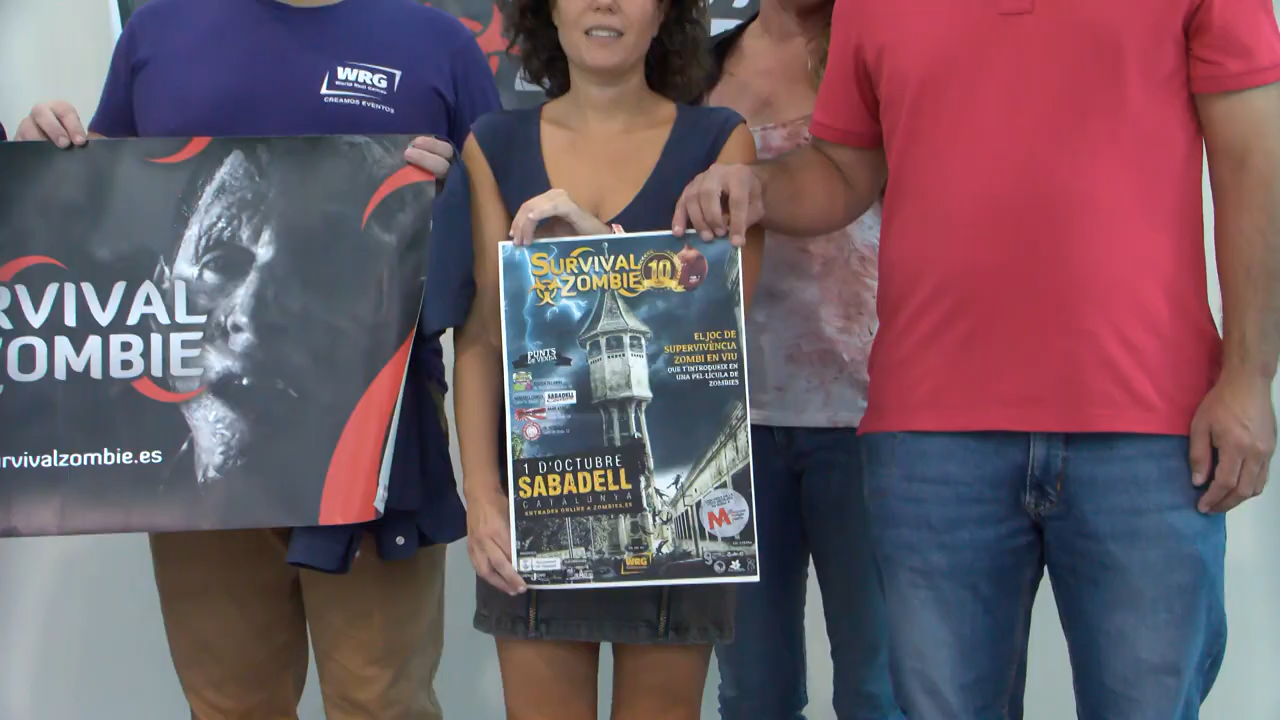 WRG
World Real Games
CREAMOS EVENTOS
RVIVAL
ZOMBIE
urvivalzombie.es
SURVIVAL
ZOMBIE
10
EL JOC DE
SUPERVIVÈNCIA
ZOMBI EN VIU
QUE T'INTRODUEIX EN
UNA PEL·LÍCULA DE
ZOMBIES
PUNTS
DE VENDA
SABADELL
1 D'OCTUBRE
SABADELL
CATALUNYA
ENTRADES ONLINE A ZOMBIES.ES
M
WRG